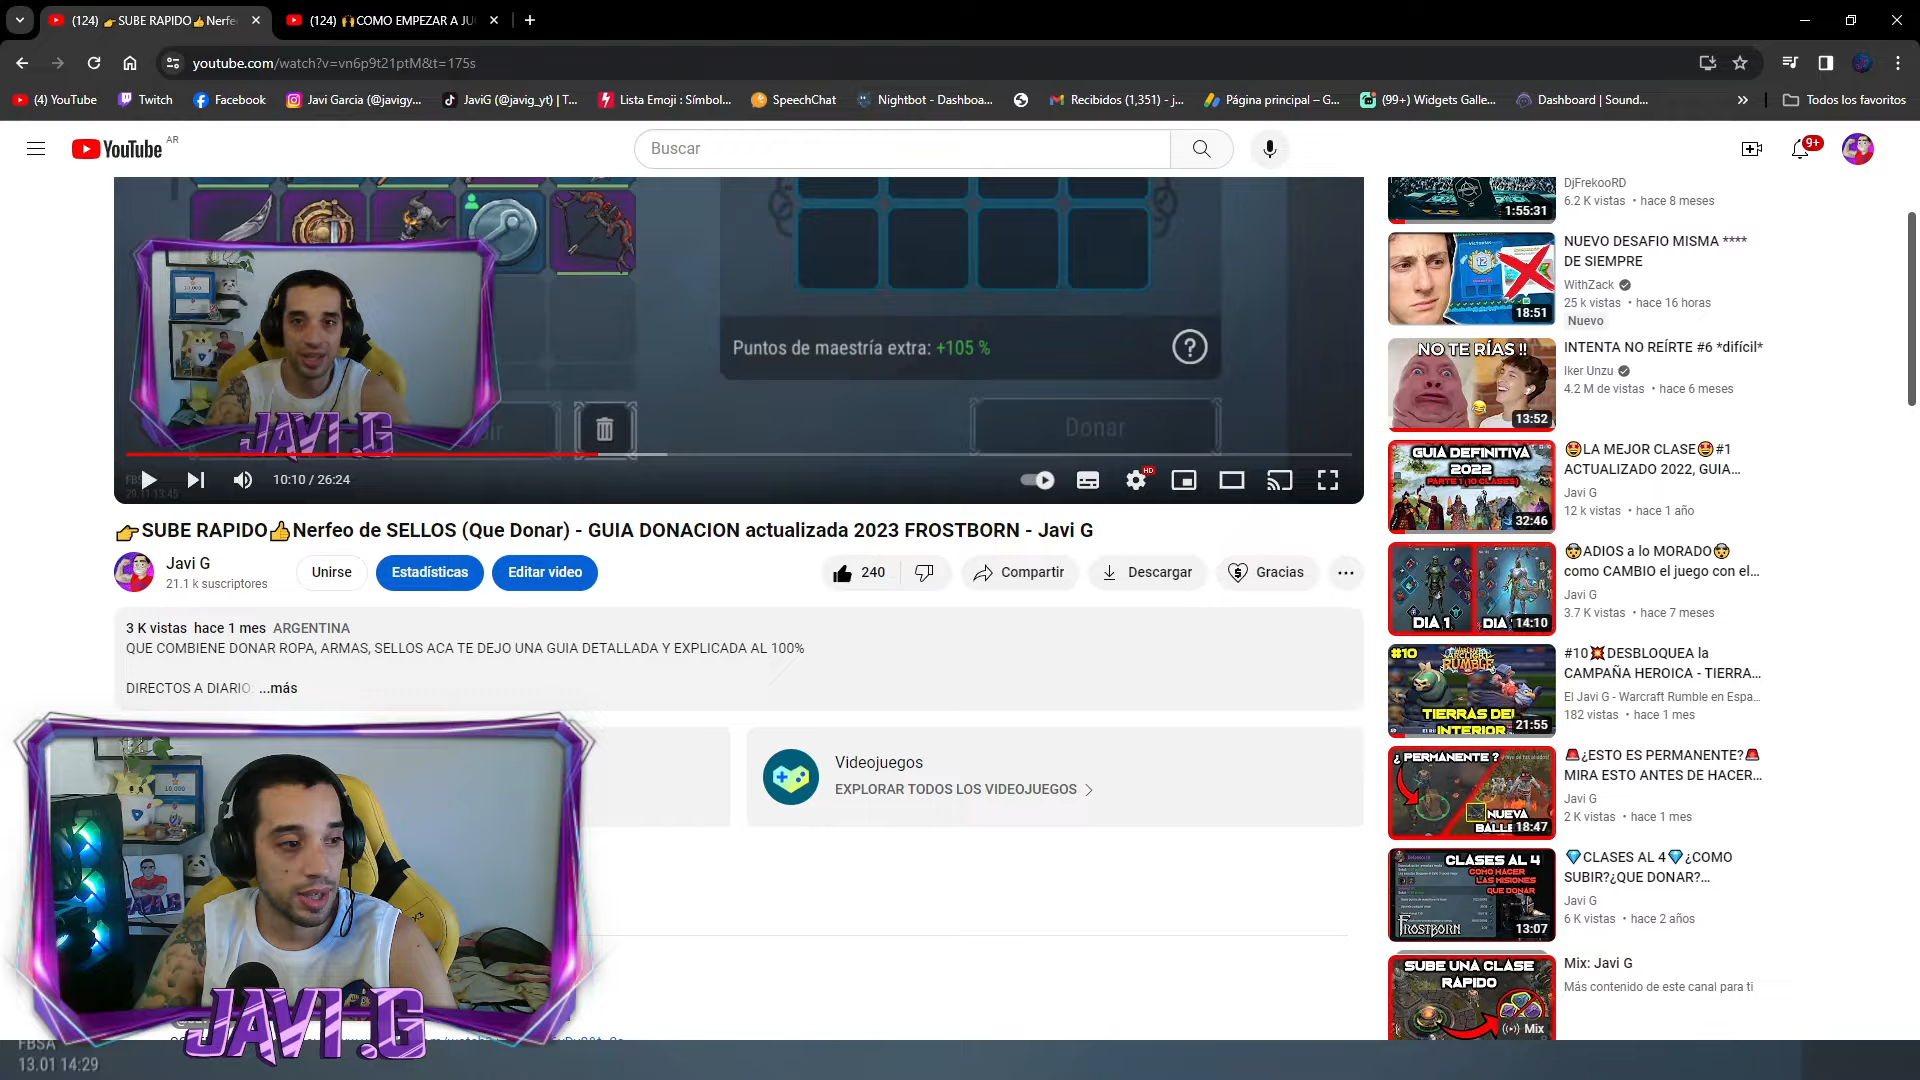 (124) 👉SUBE RAPIDO👍Nerfe
(124) 🙌COMO EMPEZAR A JU
youtube.com/watch?v=vn6p9t21ptM&t=175s
(4) YouTube
Twitch
Facebook
Javi Garcia (@javigy...
JaviG (@javig_yt) | T...
Lista Emoji : Símbol...
SpeechChat
Nightbot - Dashboa...
Recibidos (1,351) - j...
Página principal – G...
(99+) Widgets Galle...
Dashboard | Sound...
Todos los favoritos
YouTube AR
Buscar
9+
Puntos de maestría extra: +105 %
?
Donar
JAVI.G
10:10 / 26:24
HD
👉SUBE RAPIDO👍Nerfeo de SELLOS (Que Donar) - GUIA DONACION actualizada 2023 FROSTBORN - Javi G
Javi G
21.1 k suscriptores
Unirse
Estadísticas
Editar video
240
Compartir
Descargar
Gracias
3 K vistas hace 1 mes ARGENTINA
QUE COMBIENE DONAR ROPA, ARMAS, SELLOS ACA TE DEJO UNA GUIA DETALLADA Y EXPLICADA AL 100%
DIRECTOS A DIARIO: ...más
Videojuegos
EXPLORAR TODOS LOS VIDEOJUEGOS
JAVI.G
FBSA
13.01 14:29
DjFrekooRD
6.2 K vistas • hace 8 meses
1:55:31
NUEVO DESAFIO MISMA ****
DE SIEMPRE
WithZack
25 k vistas • hace 16 horas
Nuevo
12
18:51
NO TE RÍAS !!
13:52
INTENTA NO REÍRTE #6 *difícil*
Iker Unzu
4.2 M de vistas • hace 6 meses
GUIA DEFINITIVA
2022
PARTE 1 (10 CLASES)
32:46
🤩LA MEJOR CLASE🤩#1
ACTUALIZADO 2022, GUIA...
Javi G
12 k vistas • hace 1 año
DIA 1
DIA
14:10
🤯ADIOS a lo MORADO🤯
como CAMBIO el juego con el...
Javi G
3.7 K vistas • hace 7 meses
#10
WARCRAFT
RUMBLE
TIERRAS DEL
INTERIOR
21:55
#10💥DESBLOQUEA la
CAMPAÑA HEROICA - TIERRA...
El Javi G - Warcraft Rumble en Espa...
182 vistas • hace 1 mes
¿ PERMANENTE ?
NUEVA
BALLE
18:47
🚨¿ESTO ES PERMANENTE?🚨
MIRA ESTO ANTES DE HACER...
Javi G
2 K vistas • hace 1 mes
CLASES AL 4
COMO HACER
LAS MISIONES
QUE DONAR
FROSTBORN
13:07
💎CLASES AL 4💎¿COMO
SUBIR?¿QUE DONAR?...
Javi G
6 K vistas • hace 2 años
SUBE UNA CLASE
RAPIDO
Mix
Mix: Javi G
Más contenido de este canal para ti